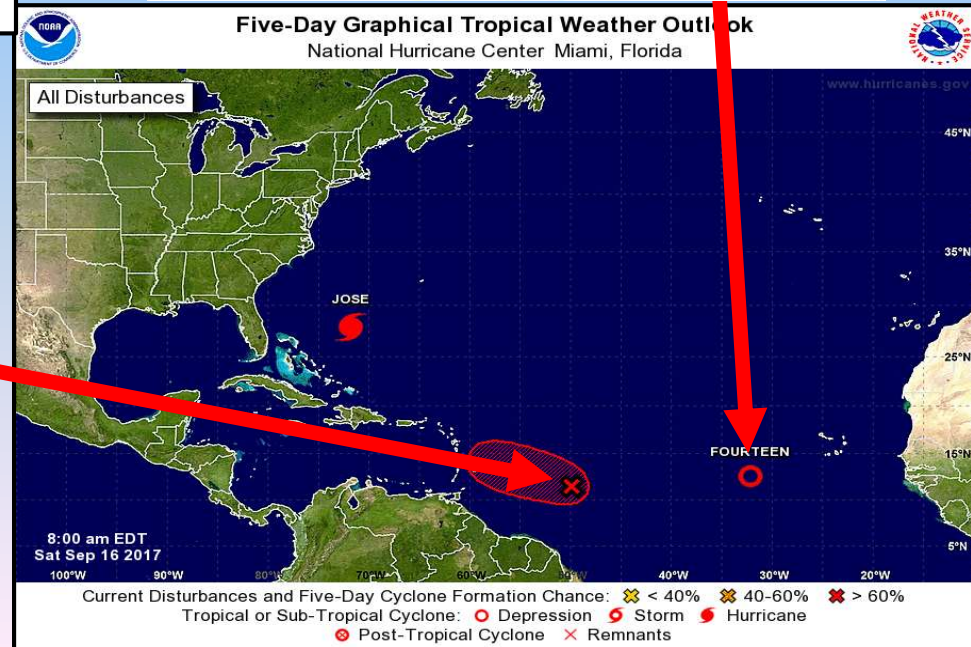 Five-Day Graphical Tropical Weather Outlook
National Hurricane Center Miami, Florida
NOAA
All Disturbances
www.hurricanes.gov
45°N
35°N
JOSE
25°N
FOURTEEN
15°N
8:00 am EDT
Sat Sep 16 2017
5°N
100°W 90°W 80°W 70°W 60°W 40°W 30°W 20°W
Current Disturbances and Five-Day Cyclone Formation Chance: < 40% 40-60% > 60%
Tropical or Sub-Tropical Cyclone: Depression Storm Hurricane
Post-Tropical Cyclone Remnants